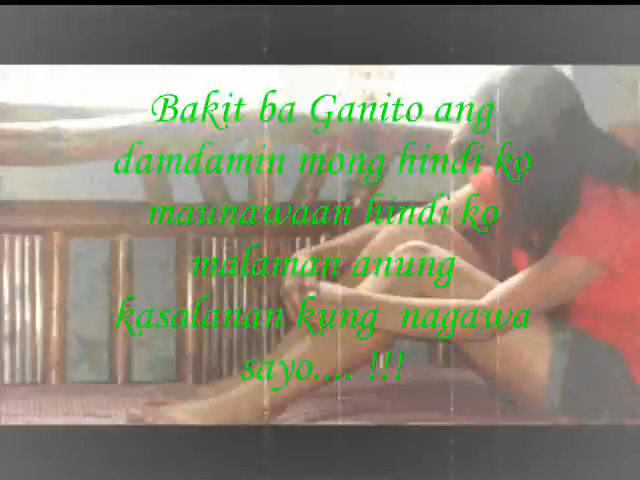 Bakit ba Ganito ang
damdamin mong hindi ko
maunawaan hindi ko
malaman anung
kasalanan kung nagawa
sayo.... !!!